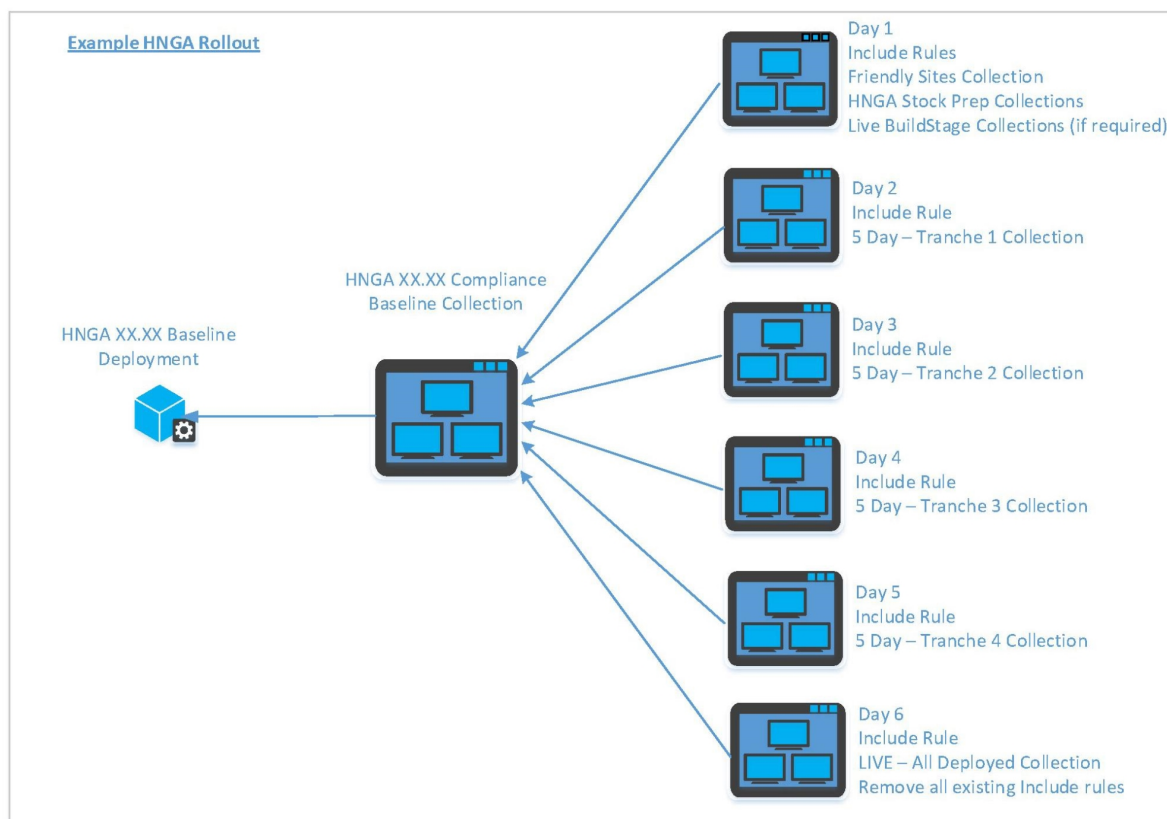 Example HNGA Rollout
Day 1
Include Rules
Friendly Sites Collection
HNGA Stock Prep Collections
Live BuildStage Collections (if required)
Day 2
Include Rule
5 Day – Tranche 1 Collection
HNGA XX.XX Compliance
Baseline Collection
HNGA XX.XX Baseline
Deployment
Day 3
Include Rule
5 Day – Tranche 2 Collection
Day 4
Include Rule
5 Day – Tranche 3 Collection
Day 5
Include Rule
5 Day – Tranche 4 Collection
Day 6
Include Rule
LIVE – All Deployed Collection
Remove all existing Include rules